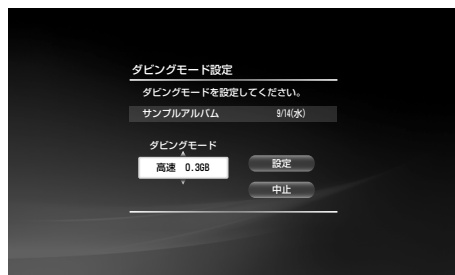 ダビングモード設定
ダビングモードを設定してください。
サンプルアルバム 9/14(水)
ダビングモード
高速 0.3GB
設定
中止